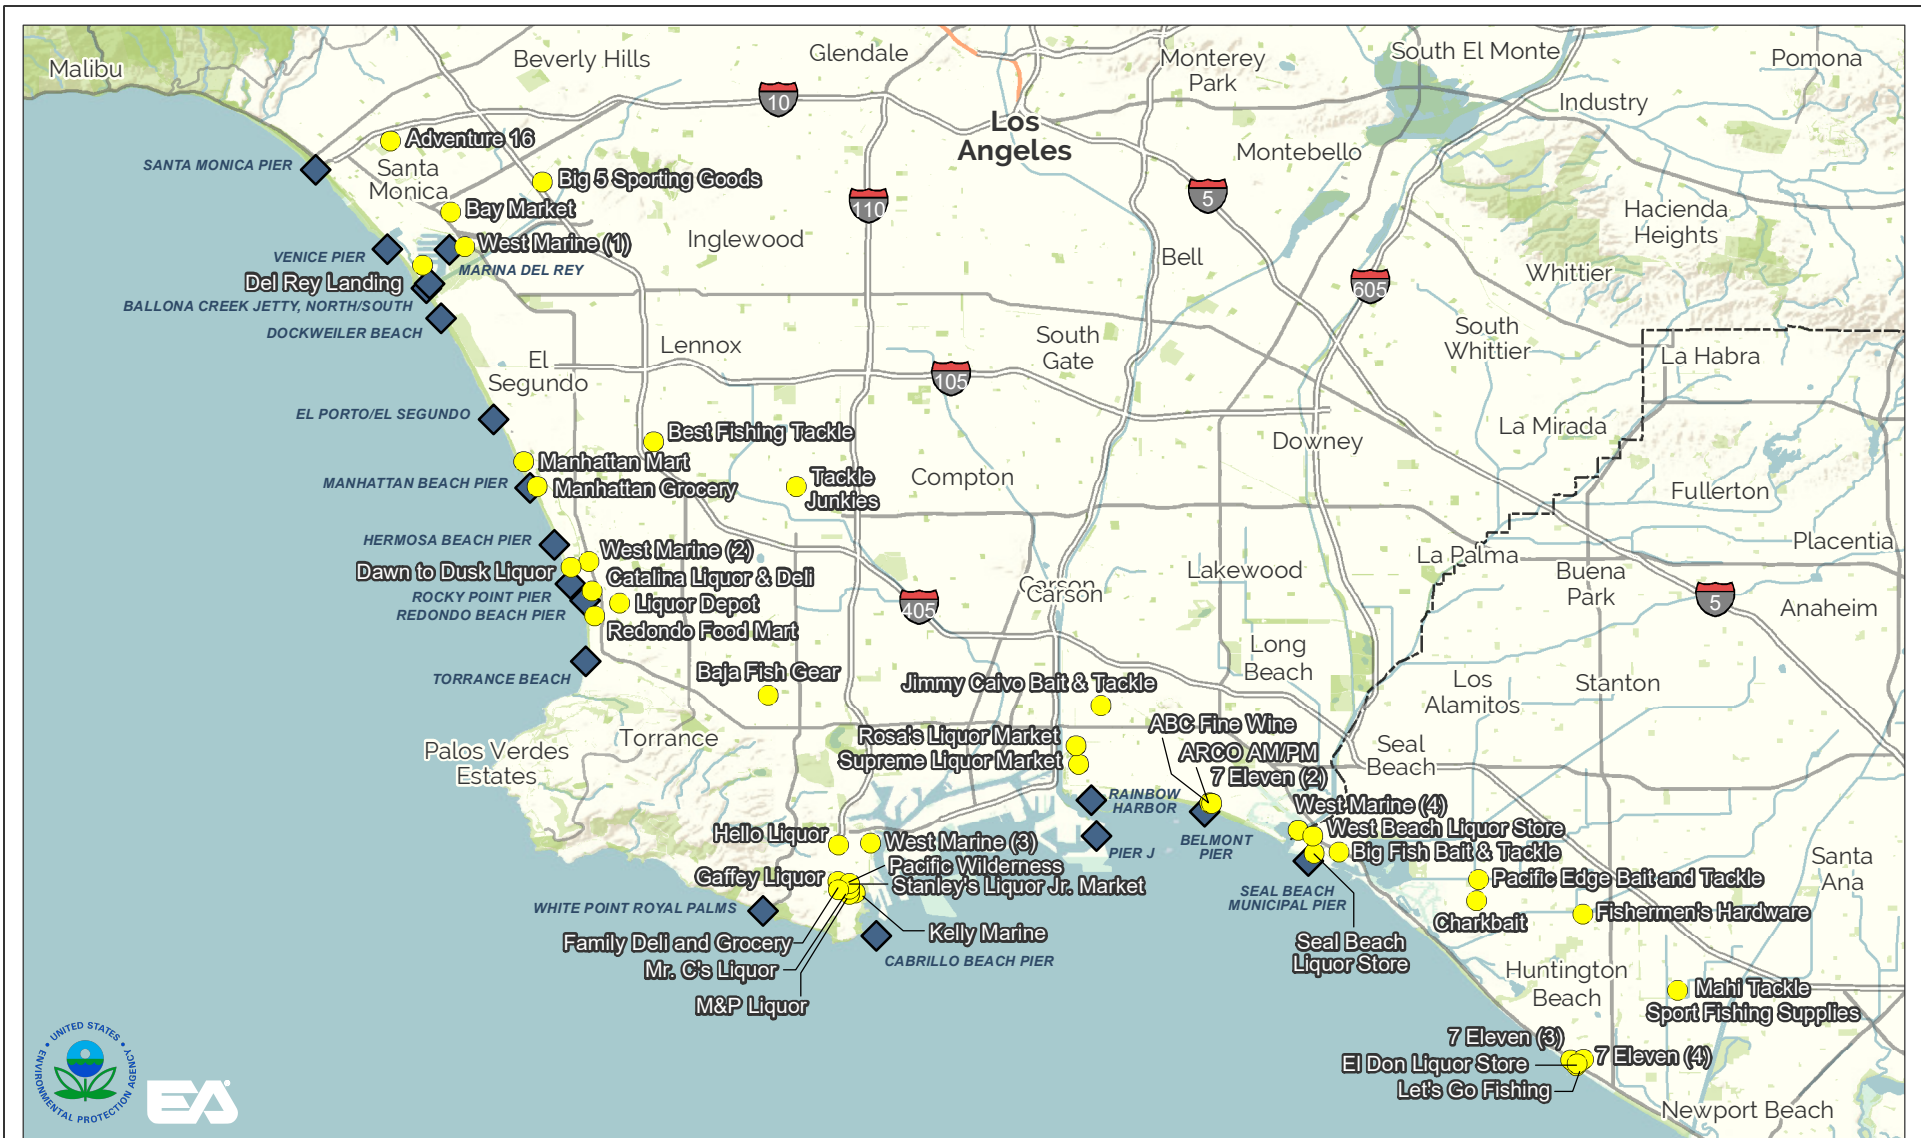 Malibu
Beverly Hills
Glendale
Monterey
Park
South El Monte
Pomona
Industry
10
Los
Angeles
Adventure 16
Montebello
SANTA MONICA PIER
Santa
Monica
Big 5 Sporting Goods
5
110
Bay Market
Hacienda
Heights
West Marine (1)
Inglewood
VENICE PIER
MARINA DEL REY
Bell
Whittier
Del Rey Landing
605
BALLONA CREEK JETTY, NORTH/SOUTH
DOCKWEILER BEACH
South
Gate
South
Whittier
Lennox
La Habra
El
Segundo
105
EL PORTO/EL SEGUNDO
Best Fishing Tackle
La Mirada
Downey
Manhattan Mart
MANHATTAN BEACH PIER
Manhattan Grocery
Tackle
Junkies
Compton
Fullerton
HERMOSA BEACH PIER
West Marine (2)
La Palma
Placentia
Dawn to Dusk Liquor
Catalina Liquor & Deli
Lakewood
Buena
Park
Carson
Carson
ROCKY POINT PIER
Liquor Depot
405
5
Anaheim
REDONDO BEACH PIER
Redondo Food Mart
Long
Beach
TORRANCE BEACH
Baja Fish Gear
Jimmy Caivo Bait & Tackle
Los
Alamitos
Stanton
ABC Fine Wine
Torrance
Rosa's Liquor Market
Palos Verdes
Estates
Supreme Liquor Market
ARCO AM/PM
7 Eleven (2)
Seal
Beach
RAINBOW
HARBOR
West Marine (4)
Hello Liquor
West Marine (3)
PIER J
BELMONT
PIER
West Beach Liquor Store
Big Fish Bait & Tackle
Pacific Wilderness
Gaffey Liquor
Stanley's Liquor Jr. Market
Pacific Edge Bait and Tackle
Santa
Ana
SEAL BEACH
MUNICIPAL PIER
WHITE POINT ROYAL PALMS
Charkbait
Fishermen's Hardware
Family Deli and Grocery
Kelly Marine
Seal Beach
Liquor Store
CABRILLO BEACH PIER
Mr. C's Liquor
Huntington
Beach
M&P Liquor
Mahi Tackle
Sport Fishing Supplies
7 Eleven (3)
7 Eleven (4)
El Don Liquor Store
Let's Go Fishing
Newport Beach
UNITED STATES
ENVIRONMENTAL PROTECTION AGENCY
EA